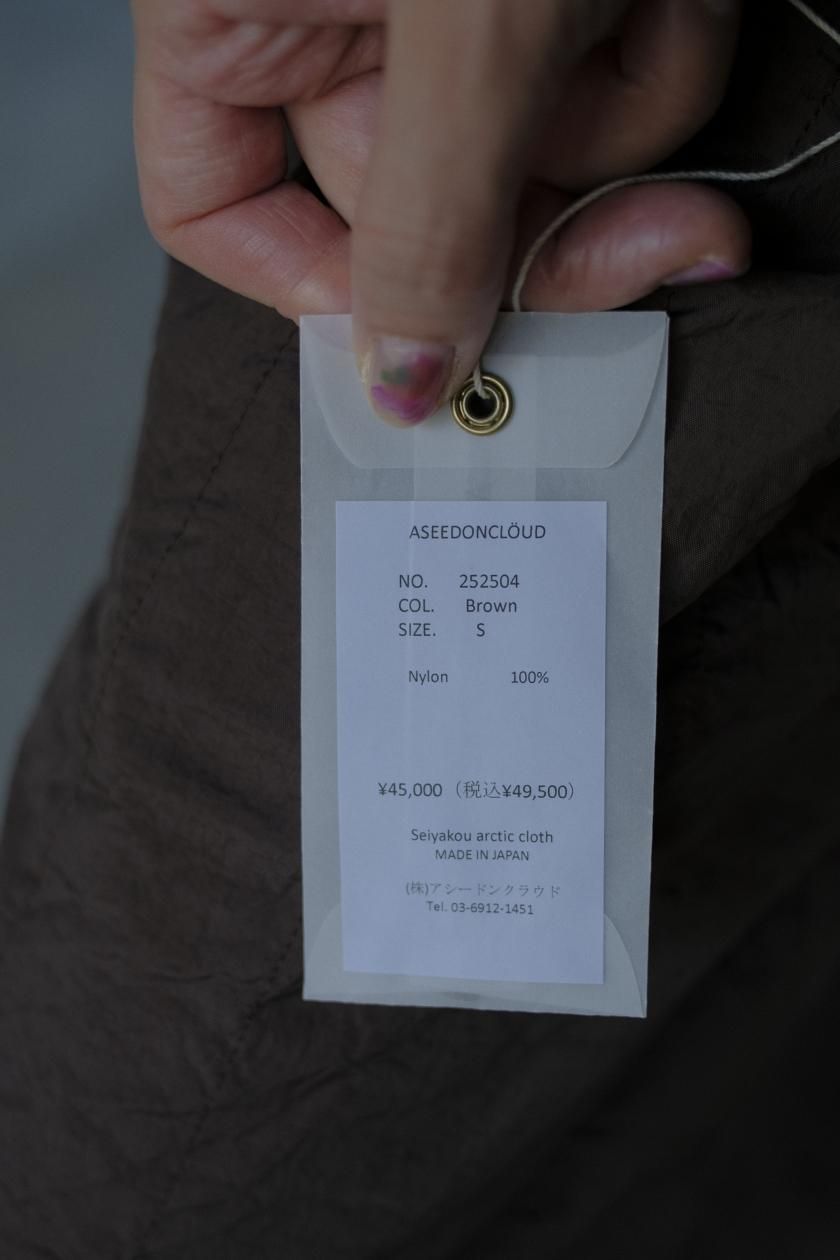 ASEEDONCLÖUD
NO. 252504
COL. Brown
SIZE. S
Nylon 100%
¥45,000（税込¥49,500）
Seiyakou arctic cloth
MADE IN JAPAN
(株)アシードンクラウド
Tel. 03-6912-1451